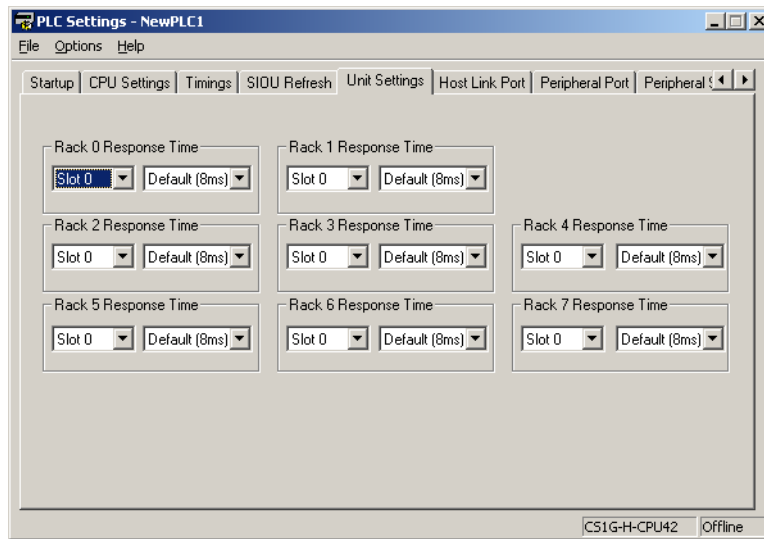 PLC Settings - NewPLC1
File Options Help
Startup CPU Settings Timings SIOU Refresh Unit Settings Host Link Port Peripheral Port Peripheral
Rack 0 Response Time Rack 1 Response Time
Slot 0 Default (8ms) Slot 0 Default (8ms)
Rack 2 Response Time Rack 3 Response Time Rack 4 Response Time
Slot 0 Default (8ms) Slot 0 Default (8ms) Slot 0 Default (8ms)
Rack 5 Response Time Rack 6 Response Time Rack 7 Response Time
Slot 0 Default (8ms) Slot 0 Default (8ms) Slot 0 Default (8ms)
CS1G-H-CPU42 Offline